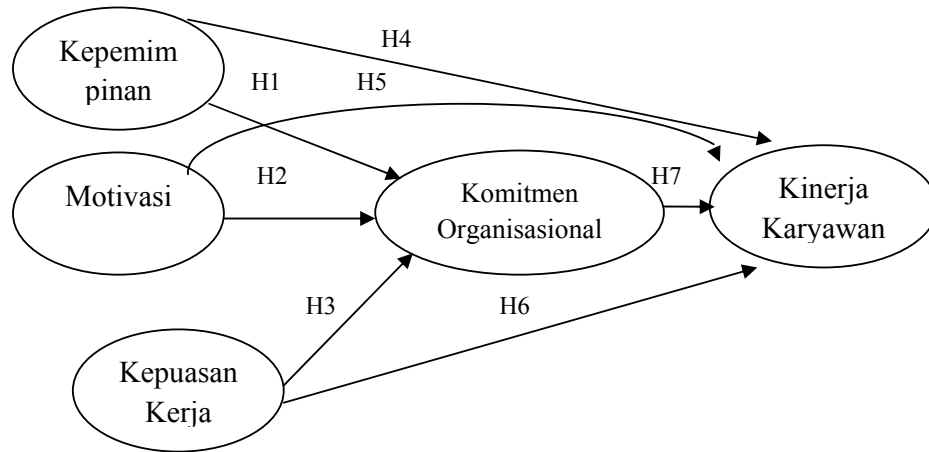 Kepemim
pinan
H4
H1
H5
Motivasi
H2
Komitmen
Organisasional
H7
Kinerja
Karyawan
H3
H6
Kepuasan
Kerja